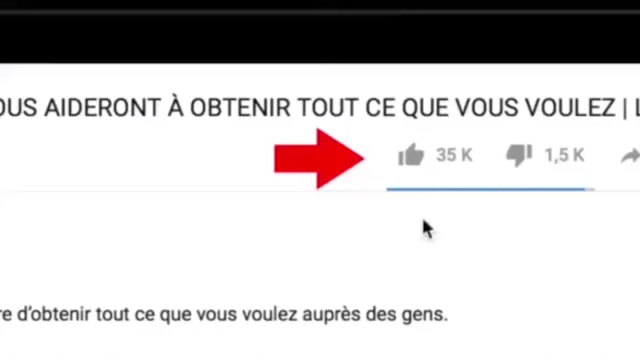 OUS AIDERONT À OBTENIR TOUT CE QUE VOUS VOULEZ |
35 K 1,5 K
d'obtenir tout ce que vous voulez auprès des gens.